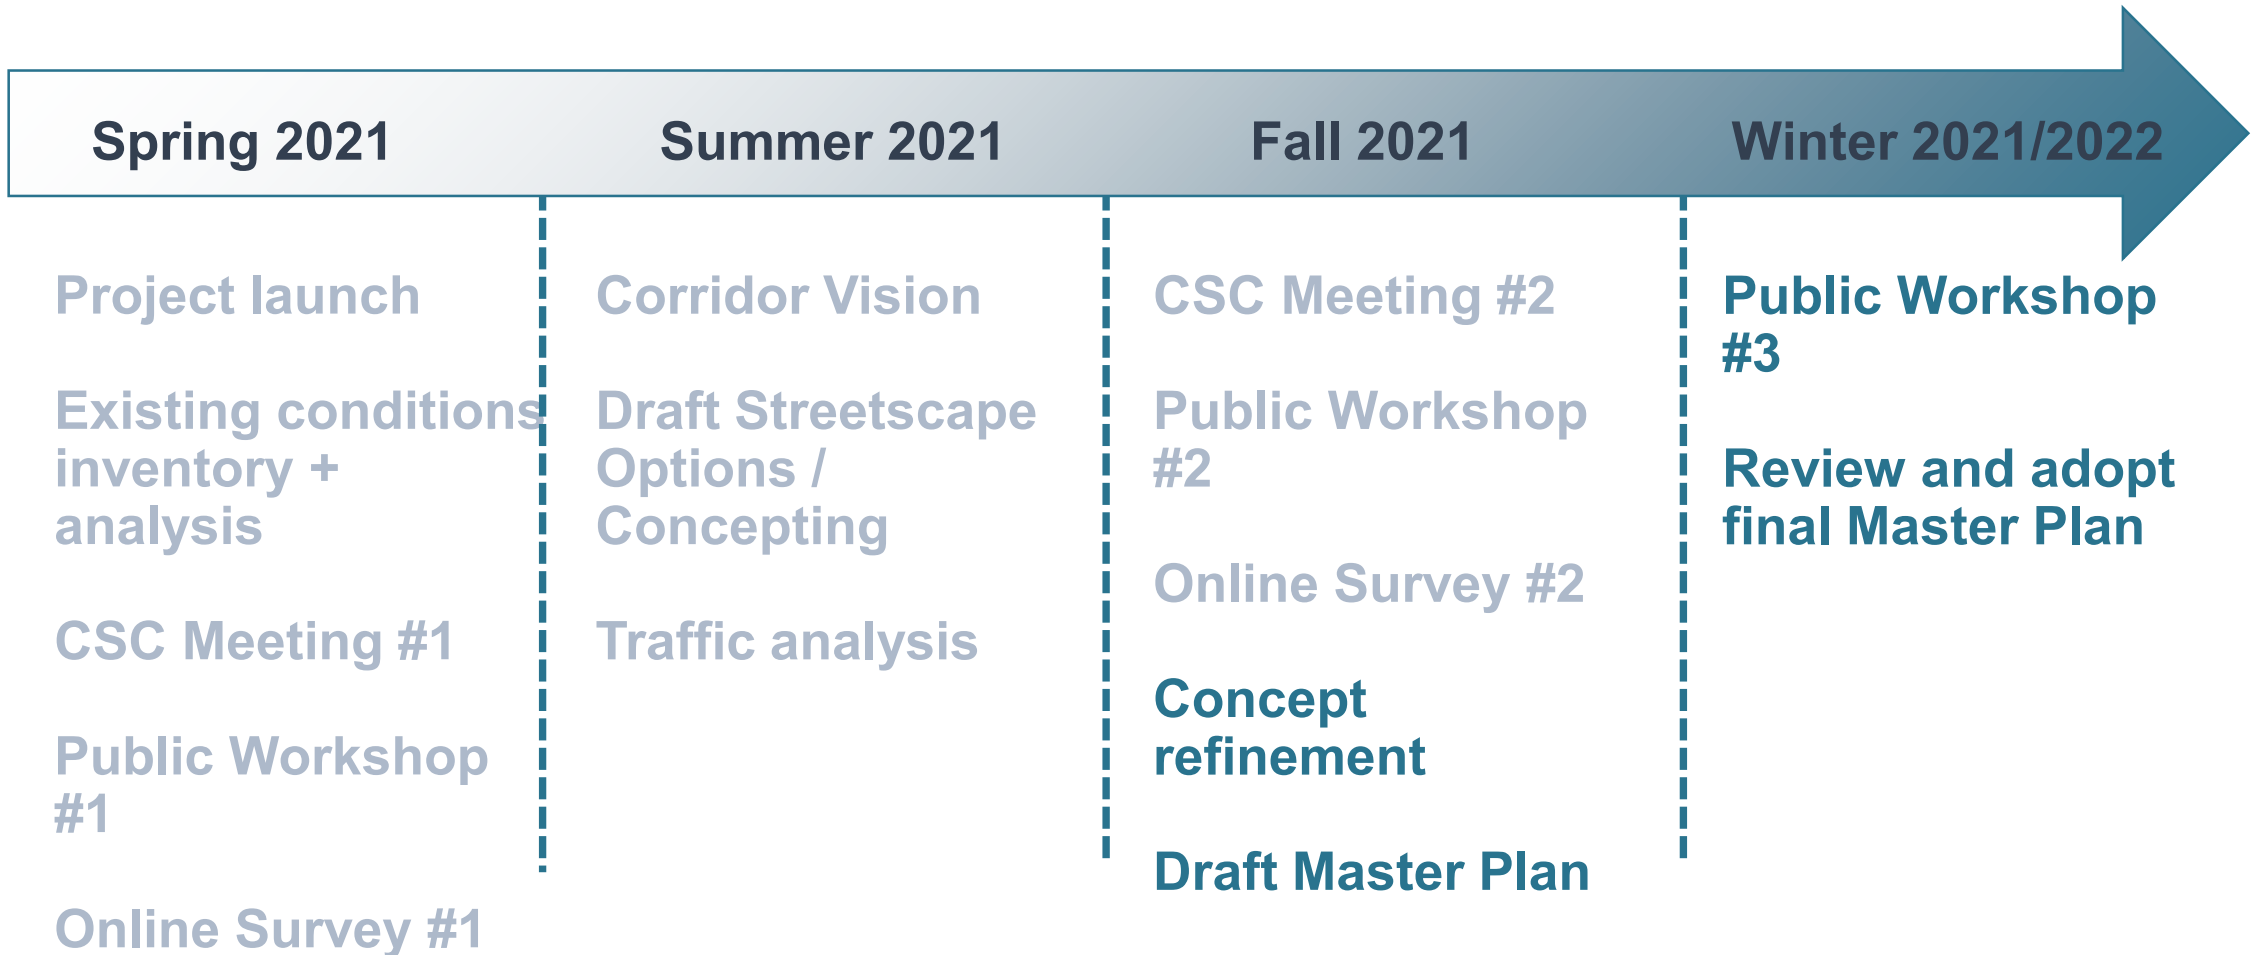 Spring 2021
Summer 2021
Fall 2021
Winter 2021/2022
Project launch
Existing conditions
inventory +
analysis
CSC Meeting #1
Public Workshop
#1
Online Survey #1
Corridor Vision
Draft Streetscape
Options /
Concepting
Traffic analysis
CSC Meeting #2
Public Workshop
#2
Online Survey #2
Concept
refinement
Draft Master Plan
Public Workshop
#3
Review and adopt
final Master Plan